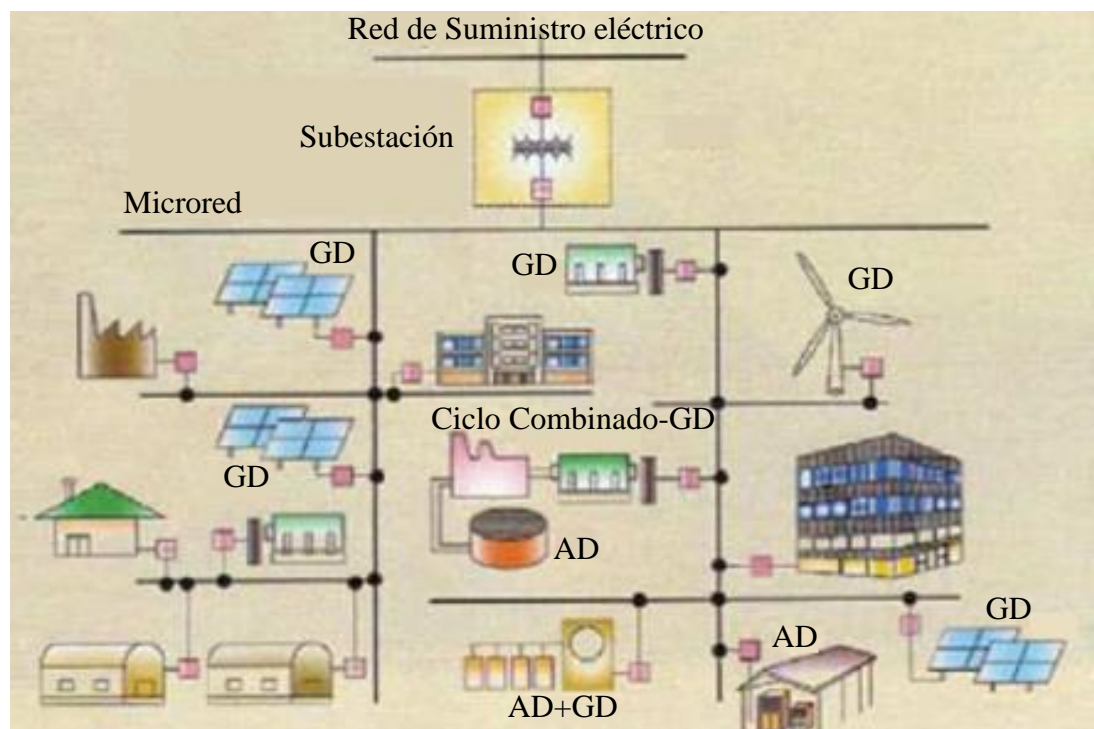 Red de Suministro eléctrico
Subestación
Microred
GD
GD
GD
Ciclo Combinado-GD
GD
AD
GD
AD
AD+GD